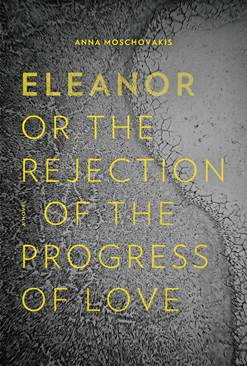 ANNA MOSCHOVAKIS
ELEANOR
OR THE
REJECTION
OF THE
PROGRESS
OF LOVE
A NOVEL